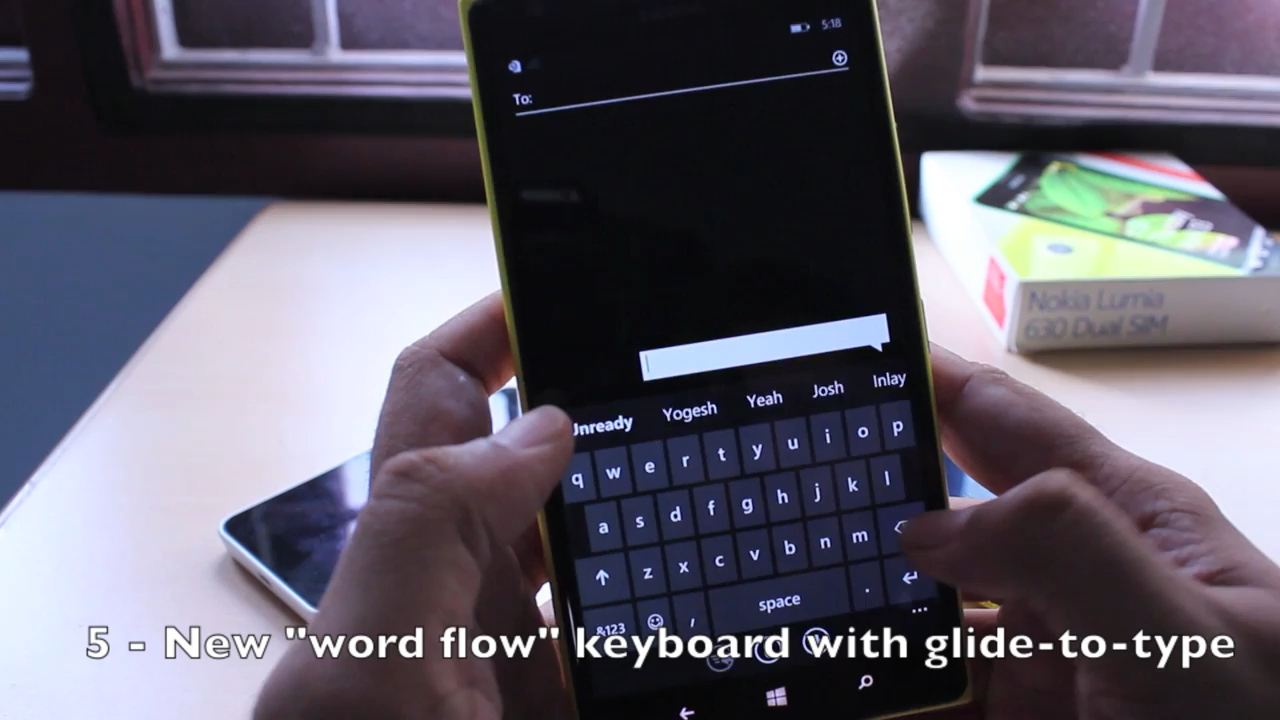 5:18
To:
Nokia Lumia
630 Dual SIM
Unready Yogesh Yeah Josh Inlay
q w e r t y u i o p
a s d f g h j k l
z x c v b n m
&123 , space .
5 - New "word flow" keyboard with glide-to-type